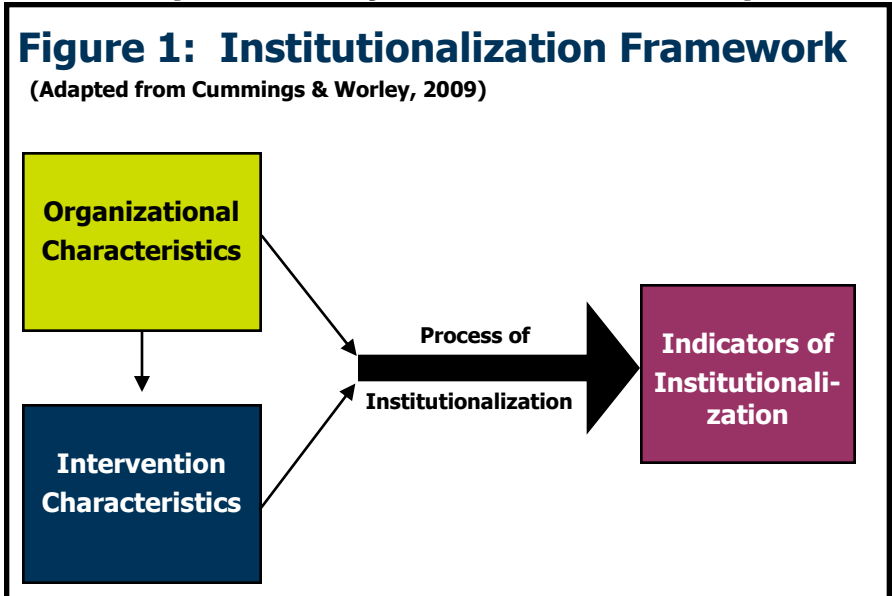 Figure 1:  Institutionalization Framework
(Adapted from Cummings & Worley, 2009)
Organizational
Characteristics
Process of
Institutionalization
Indicators of
Institutionali-
zation
Intervention
Characteristics